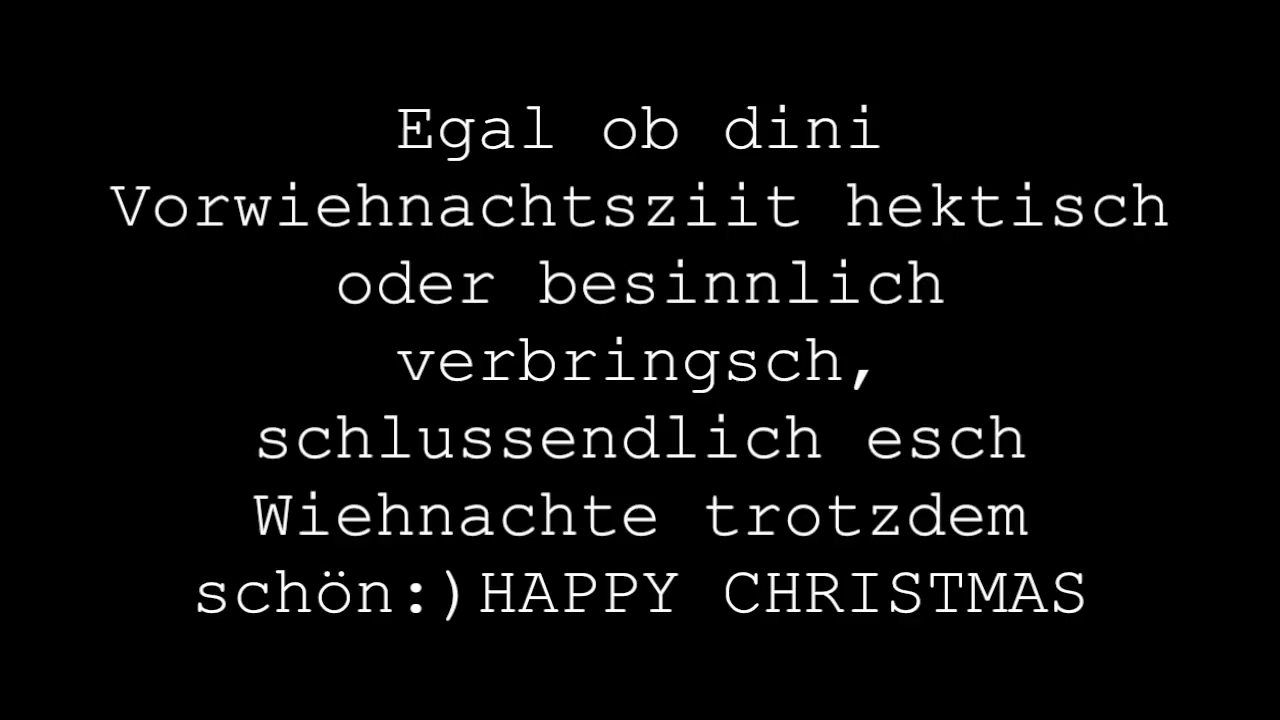 Egal ob dini
Vorwiehnachtsziit hektisch
oder besinnlich
verbringsch,
schlussendlich esch
Wiehnachte trotzdem
schön:)HAPPY CHRISTMAS